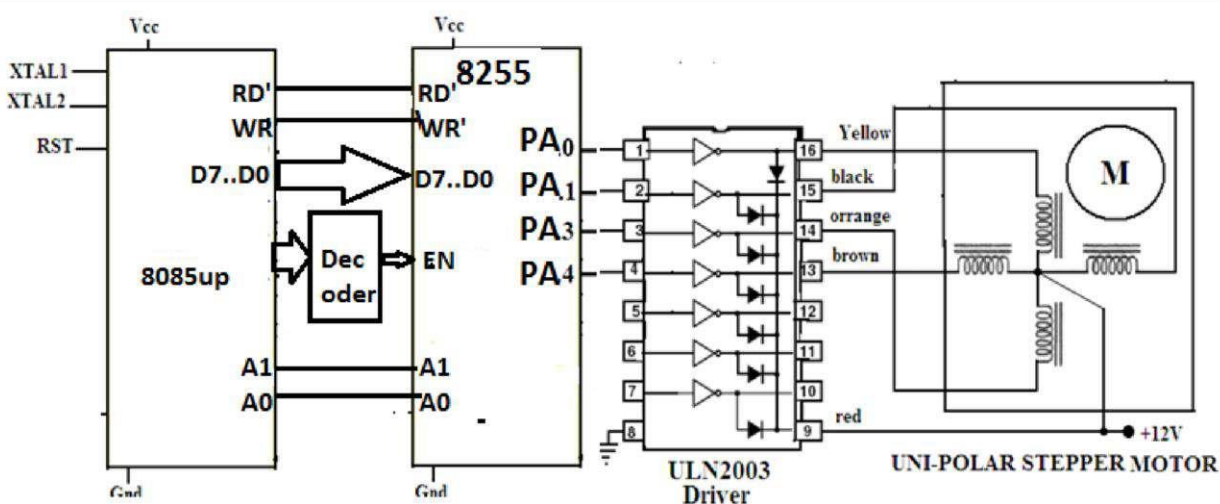 Vcc
XTAL1
XTAL2
RST
RD'
WR
D7..D0
8085up
A1
A0
Gnd
Dec
oder
Vcc
8255
RD'
WR'
D7..D0
EN
A1
A0
Gnd
PA0
PA1
PA3
PA4
1
2
3
4
5
6
7
8
16
15
14
13
12
11
10
9
ULN2003
Driver
Yellow
black
orrange
brown
red
M
+12V
UNI-POLAR STEPPER MOTOR